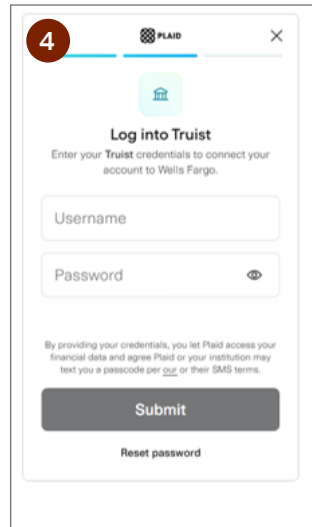 4
PLAID
Log into Truist
Enter your Truist credentials to connect your
account to Wells Fargo.
Username
Password
By providing your credentials, you let Plaid access your
financial data and agree Plaid or your institution may
text you a passcode per our or their SMS terms.
Submit
Reset password